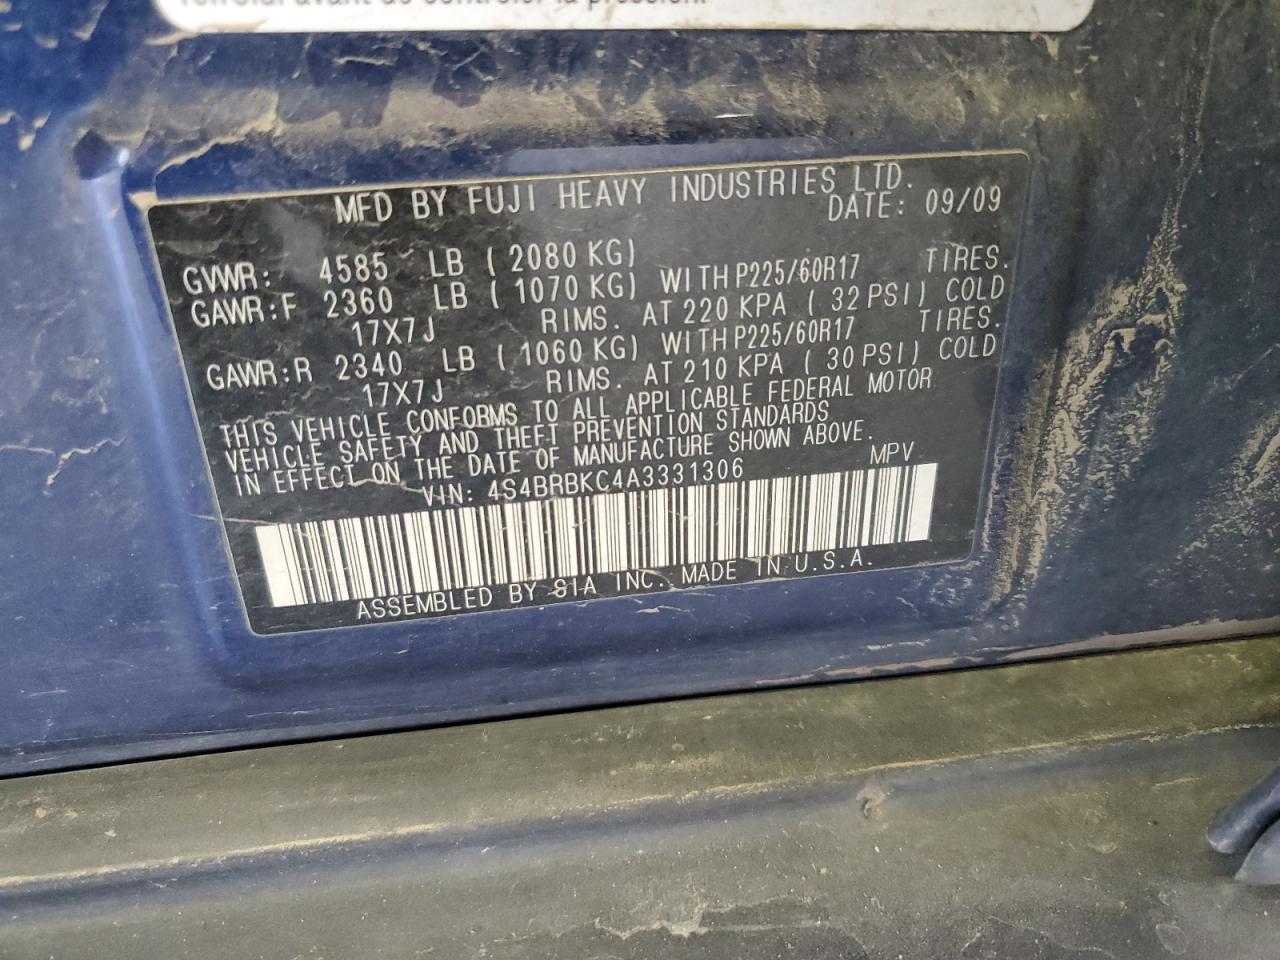 MFD BY FUJI HEAVY INDUSTRIES LTD.
DATE: 09/09
GVWR: 4585 LB ( 2080 KG)
GAWR:F 2360 LB ( 1070 KG) WITH P225/60R17 TIRES.
17X7J RIMS. AT 220 KPA ( 32 PSI) COLD
GAWR:R 2340 LB ( 1060 KG) WITH P225/60R17 TIRES.
17X7J RIMS. AT 210 KPA ( 30 PSI) COLD
THIS VEHICLE CONFORMS TO ALL APPLICABLE FEDERAL MOTOR
VEHICLE SAFETY AND THEFT PREVENTION STANDARDS
IN EFFECT ON THE DATE OF MANUFACTURE SHOWN ABOVE.
VIN: 4S4BRBKC4A3331306 MPV
ASSEMBLED BY SIA INC. MADE IN U.S.A.